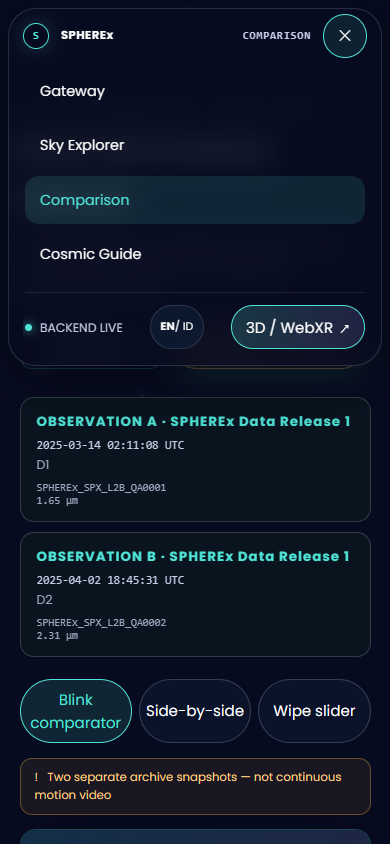 S SPHEREx COMPARISON ×
Gateway
Sky Explorer
Comparison
Cosmic Guide
BACKEND LIVE EN/ ID 3D / WebXR ↗
OBSERVATION A · SPHEREx Data Release 1
2025-03-14 02:11:08 UTC
D1
SPHEREx_SPX_L2B_QA0001
1.65 µm
OBSERVATION B · SPHEREx Data Release 1
2025-04-02 18:45:31 UTC
D2
SPHEREx_SPX_L2B_QA0002
2.31 µm
Blink
comparator
Side-by-side
Wipe slider
! Two separate archive snapshots — not continuous
motion video